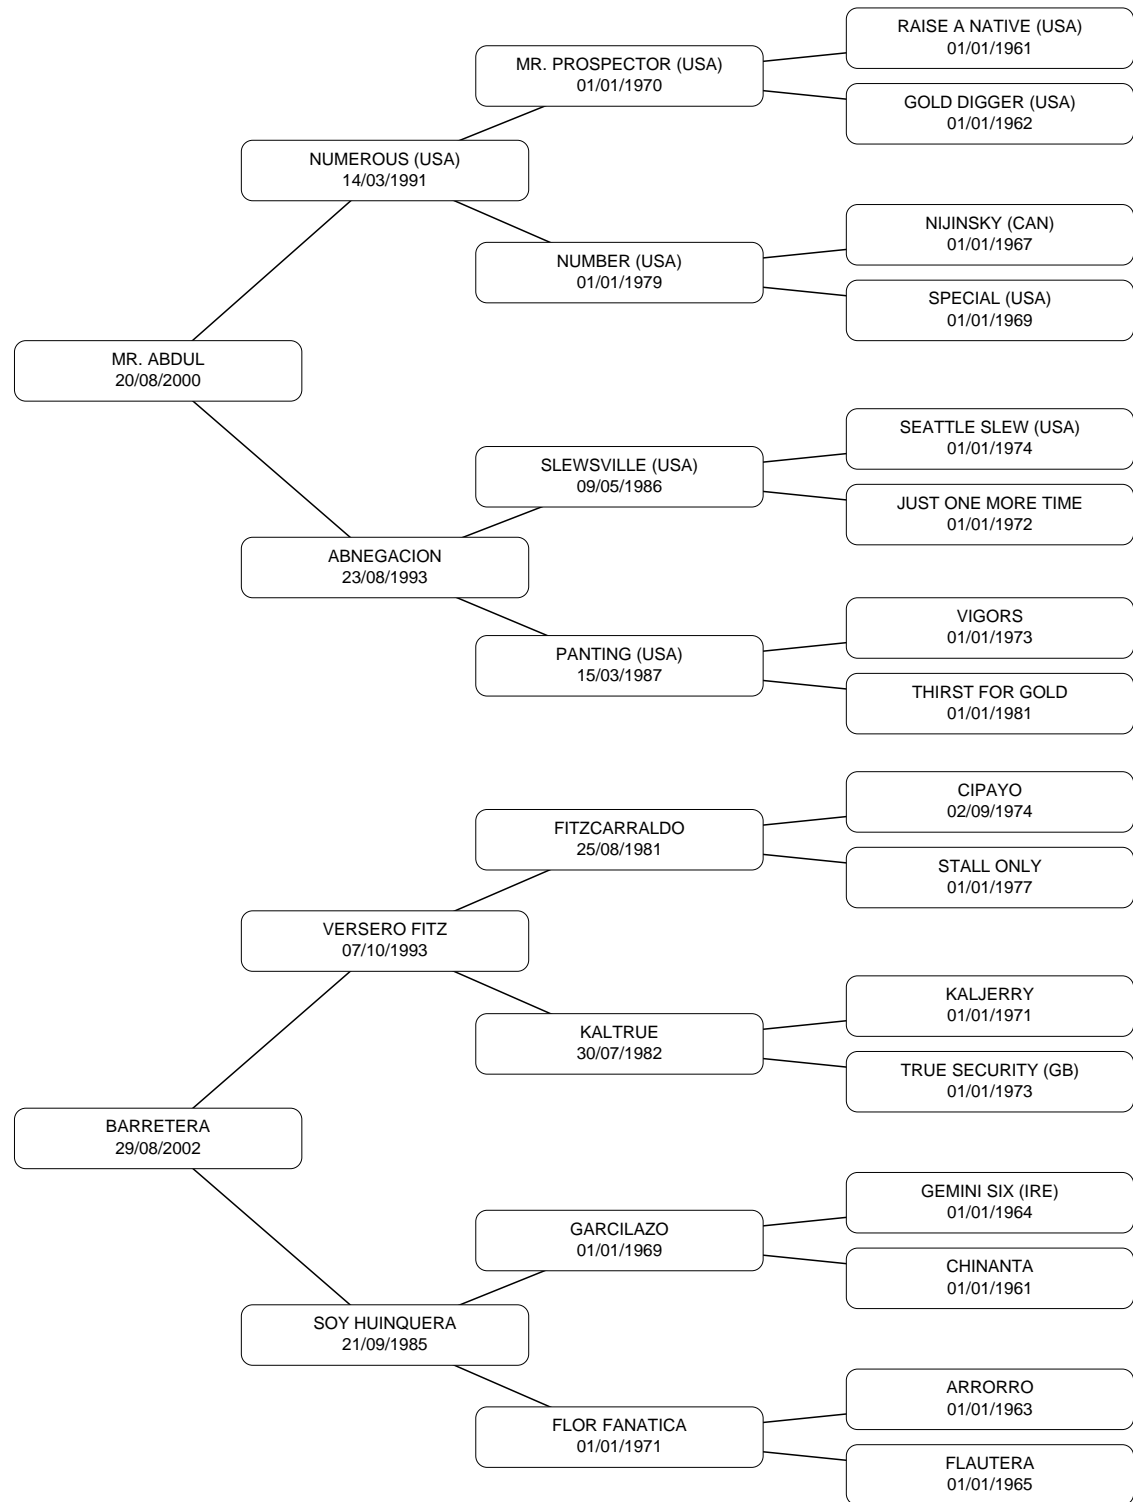 RAISE A NATIVE (USA)
01/01/1961
MR. PROSPECTOR (USA)
01/01/1970
GOLD DIGGER (USA)
01/01/1962
NUMEROUS (USA)
14/03/1991
NIJINSKY (CAN)
01/01/1967
NUMBER (USA)
01/01/1979
SPECIAL (USA)
01/01/1969
MR. ABDUL
20/08/2000
SEATTLE SLEW (USA)
01/01/1974
SLEWSVILLE (USA)
09/05/1986
JUST ONE MORE TIME
01/01/1972
ABNEGACION
23/08/1993
VIGORS
01/01/1973
PANTING (USA)
15/03/1987
THIRST FOR GOLD
01/01/1981
CIPAYO
02/09/1974
FITZCARRALDO
25/08/1981
STALL ONLY
01/01/1977
VERSERO FITZ
07/10/1993
KALJERRY
01/01/1971
KALTRUE
30/07/1982
TRUE SECURITY (GB)
01/01/1973
BARRETERA
29/08/2002
GEMINI SIX (IRE)
01/01/1964
GARCILAZO
01/01/1969
CHINANTA
01/01/1961
SOY HUINQUERA
21/09/1985
ARRORRO
01/01/1963
FLOR FANATICA
01/01/1971
FLAUTERA
01/01/1965